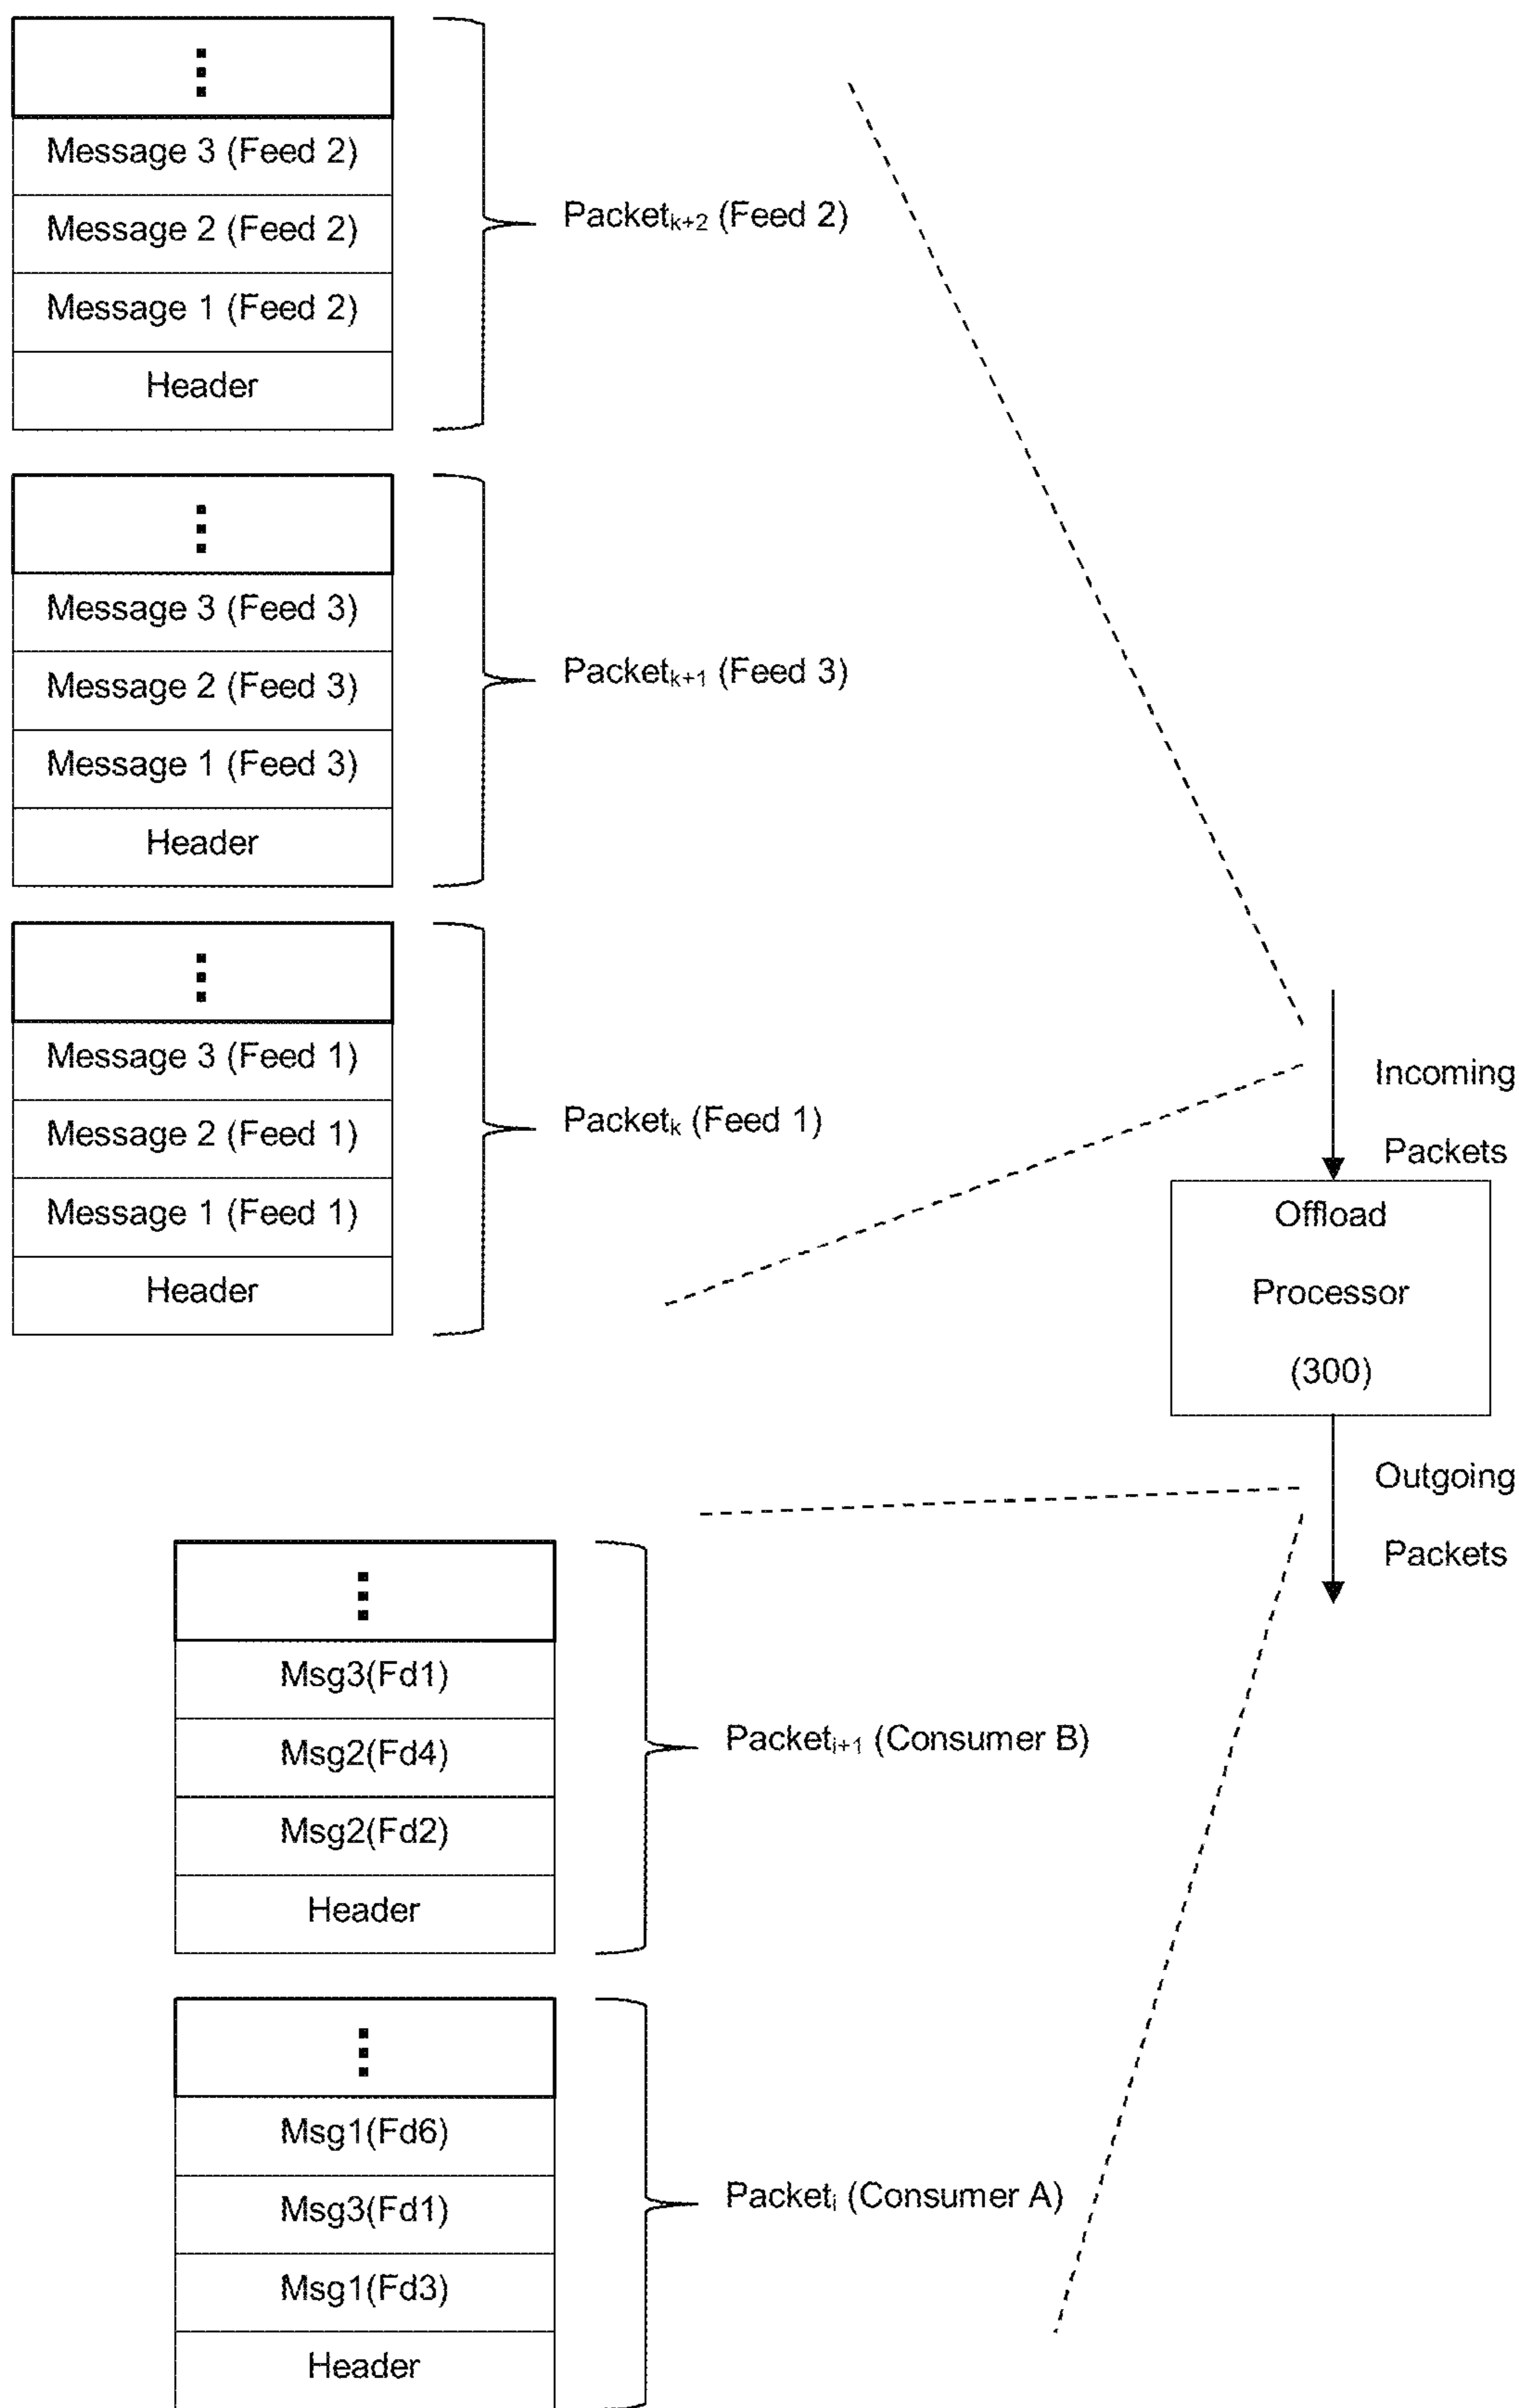 Message 3 (Feed 2)
Message 2 (Feed 2)
Message 1 (Feed 2)
Header
Packetk+2 (Feed 2)
Message 3 (Feed 3)
Message 2 (Feed 3)
Message 1 (Feed 3)
Header
Packetk+1 (Feed 3)
Message 3 (Feed 1)
Message 2 (Feed 1)
Message 1 (Feed 1)
Header
Packetk (Feed 1)
Incoming
Packets
Offload
Processor
(300)
Outgoing
Packets
Msg3(Fd1)
Msg2(Fd4)
Msg2(Fd2)
Header
Packeti+1 (Consumer B)
Msg1(Fd6)
Msg3(Fd1)
Msg1(Fd3)
Header
Packeti (Consumer A)